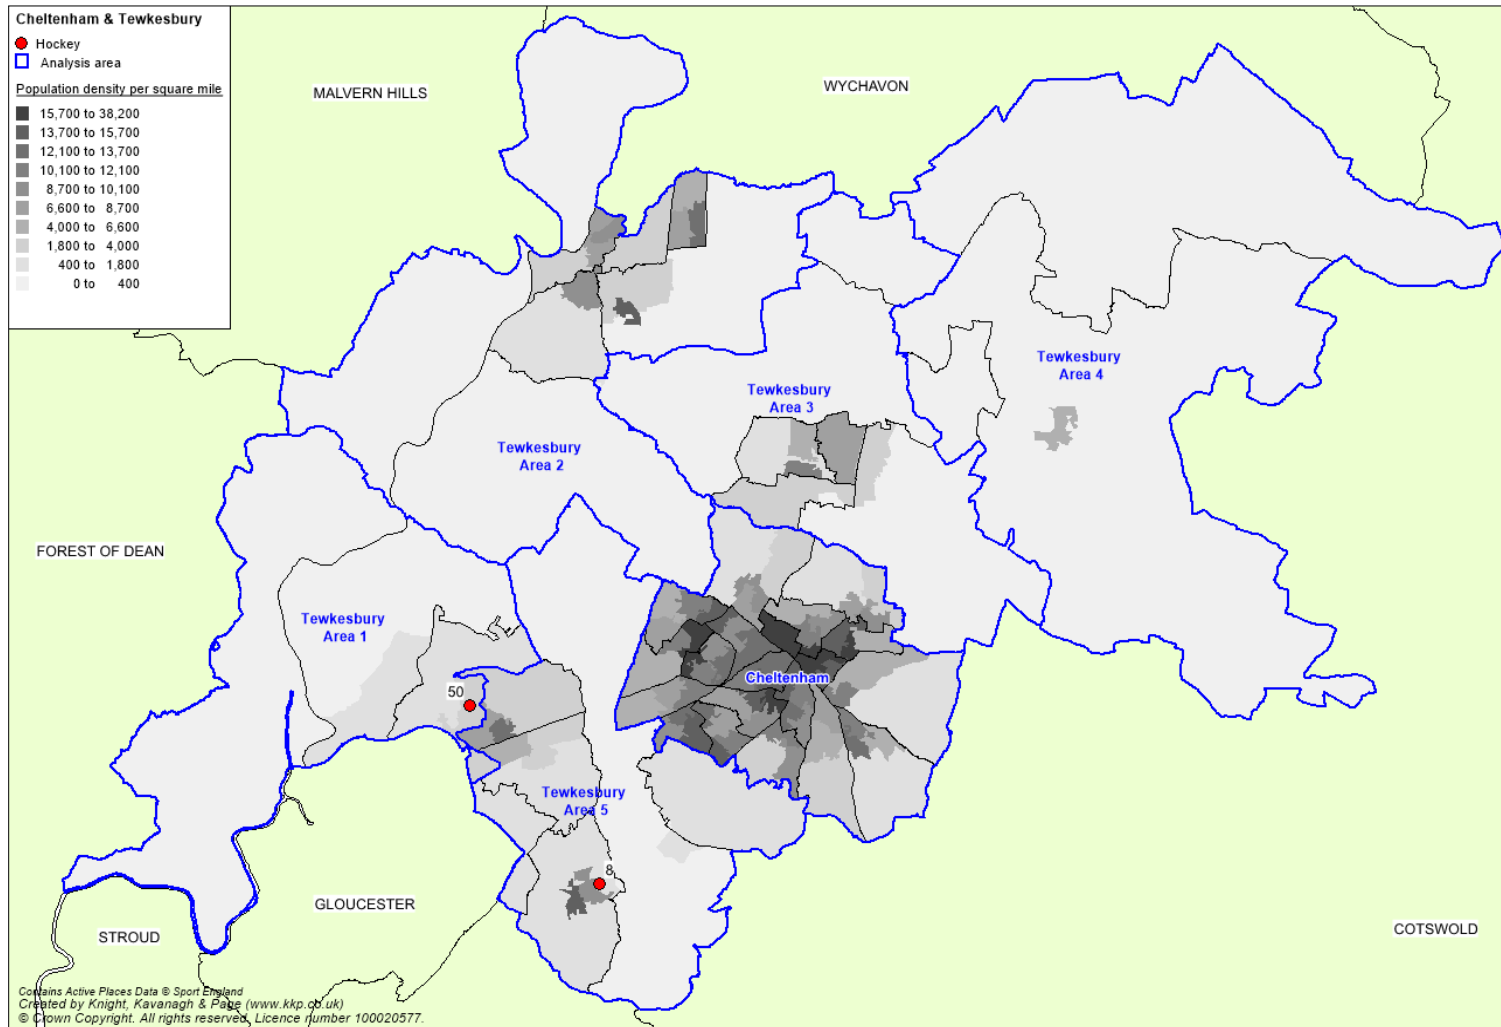 Cheltenham & Tewkesbury
Hockey
Analysis area
Population density per square mile
15,700 to 38,200
13,700 to 15,700
12,100 to 13,700
10,100 to 12,100
8,700 to 10,100
6,600 to 8,700
4,000 to 6,600
1,800 to 4,000
400 to 1,800
0 to 400
MALVERN HILLS
WYCHAVON
Tewkesbury
Area 4
Tewkesbury
Area 3
Tewkesbury
Area 2
FOREST OF DEAN
Tewkesbury
Area 1
Cheltenham
50
Tewkesbury
Area 5
8
GLOUCESTER
STROUD
COTSWOLD
Contains Active Places Data © Sport England
Created by Knight, Kavanagh & Page (www.kkp.co.uk)
© Crown Copyright. All rights reserved. Licence number 100020577.